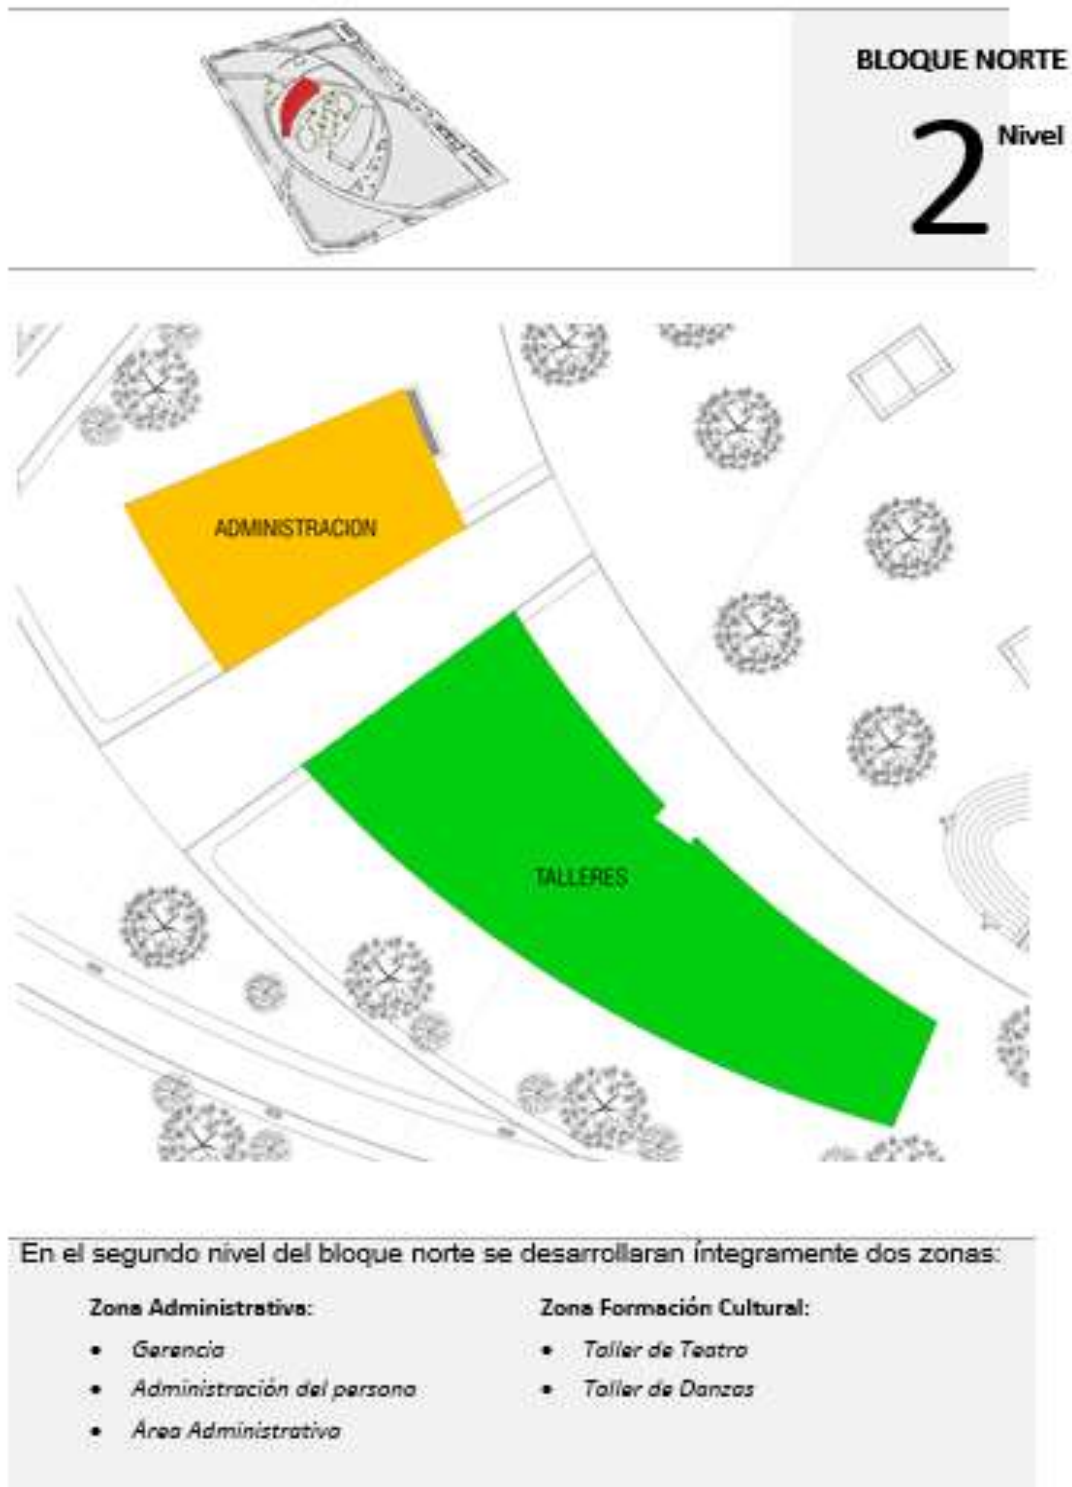 BLOQUE NORTE
2 Nivel
ADMINISTRACION
TALLERES
En el segundo nivel del bloque norte se desarrollaran íntegramente dos zonas:
Zona Administrativa:
• Gerencia
• Administración del persona
• Área Administrativa
Zona Formación Cultural:
• Taller de Teatro
• Taller de Danzas